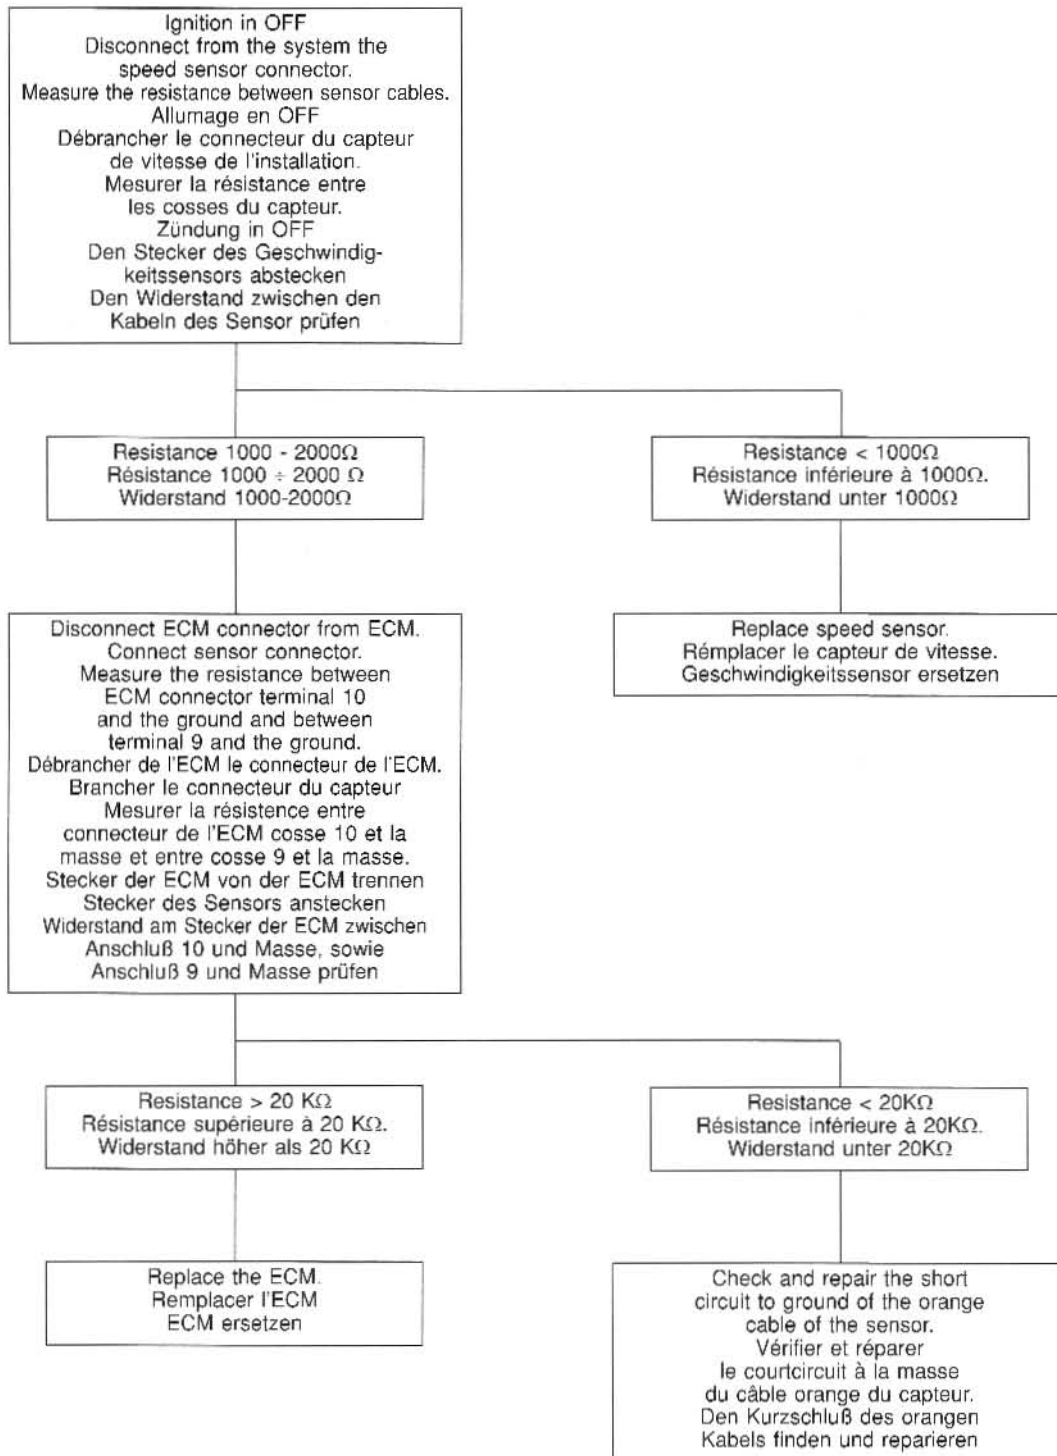 Ignition in OFF
Disconnect from the system the
speed sensor connector.
Measure the resistance between sensor cables.
Allumage en OFF
Débrancher le connecteur du capteur
de vitesse de l'installation.
Mesurer la résistance entre
les cosses du capteur.
Zündung in OFF
Den Stecker des Geschwindig-
keitssensors abstecken
Den Widerstand zwischen den
Kabeln des Sensor prüfen
Resistance 1000 - 2000Ω
Résistance 1000 ÷ 2000 Ω
Widerstand 1000-2000Ω
Resistance < 1000Ω
Résistance inférieure à 1000Ω.
Widerstand unter 1000Ω
Disconnect ECM connector from ECM.
Connect sensor connector.
Measure the resistance between
ECM connector terminal 10
and the ground and between
terminal 9 and the ground.
Débrancher de l'ECM le connecteur de l'ECM.
Brancher le connecteur du capteur
Mesurer la résistence entre
connecteur de l'ECM cosse 10 et la
masse et entre cosse 9 et la masse.
Stecker der ECM von der ECM trennen
Stecker des Sensors anstecken
Widerstand am Stecker der ECM zwischen
Anschluß 10 und Masse, sowie
Anschluß 9 und Masse prüfen
Replace speed sensor.
Rémplacer le capteur de vitesse.
Geschwindigkeitssensor ersetzen
Resistance > 20 KΩ
Résistance supérieure à 20 KΩ.
Widerstand höher als 20 KΩ
Resistance < 20KΩ
Résistance inférieure à 20KΩ.
Widerstand unter 20KΩ
Replace the ECM.
Remplacer l'ECM
ECM ersetzen
Check and repair the short
circuit to ground of the orange
cable of the sensor.
Vérifier et réparer
le courtcircuit à la masse
du câble orange du capteur.
Den Kurzschluß des orangen
Kabels finden und reparieren